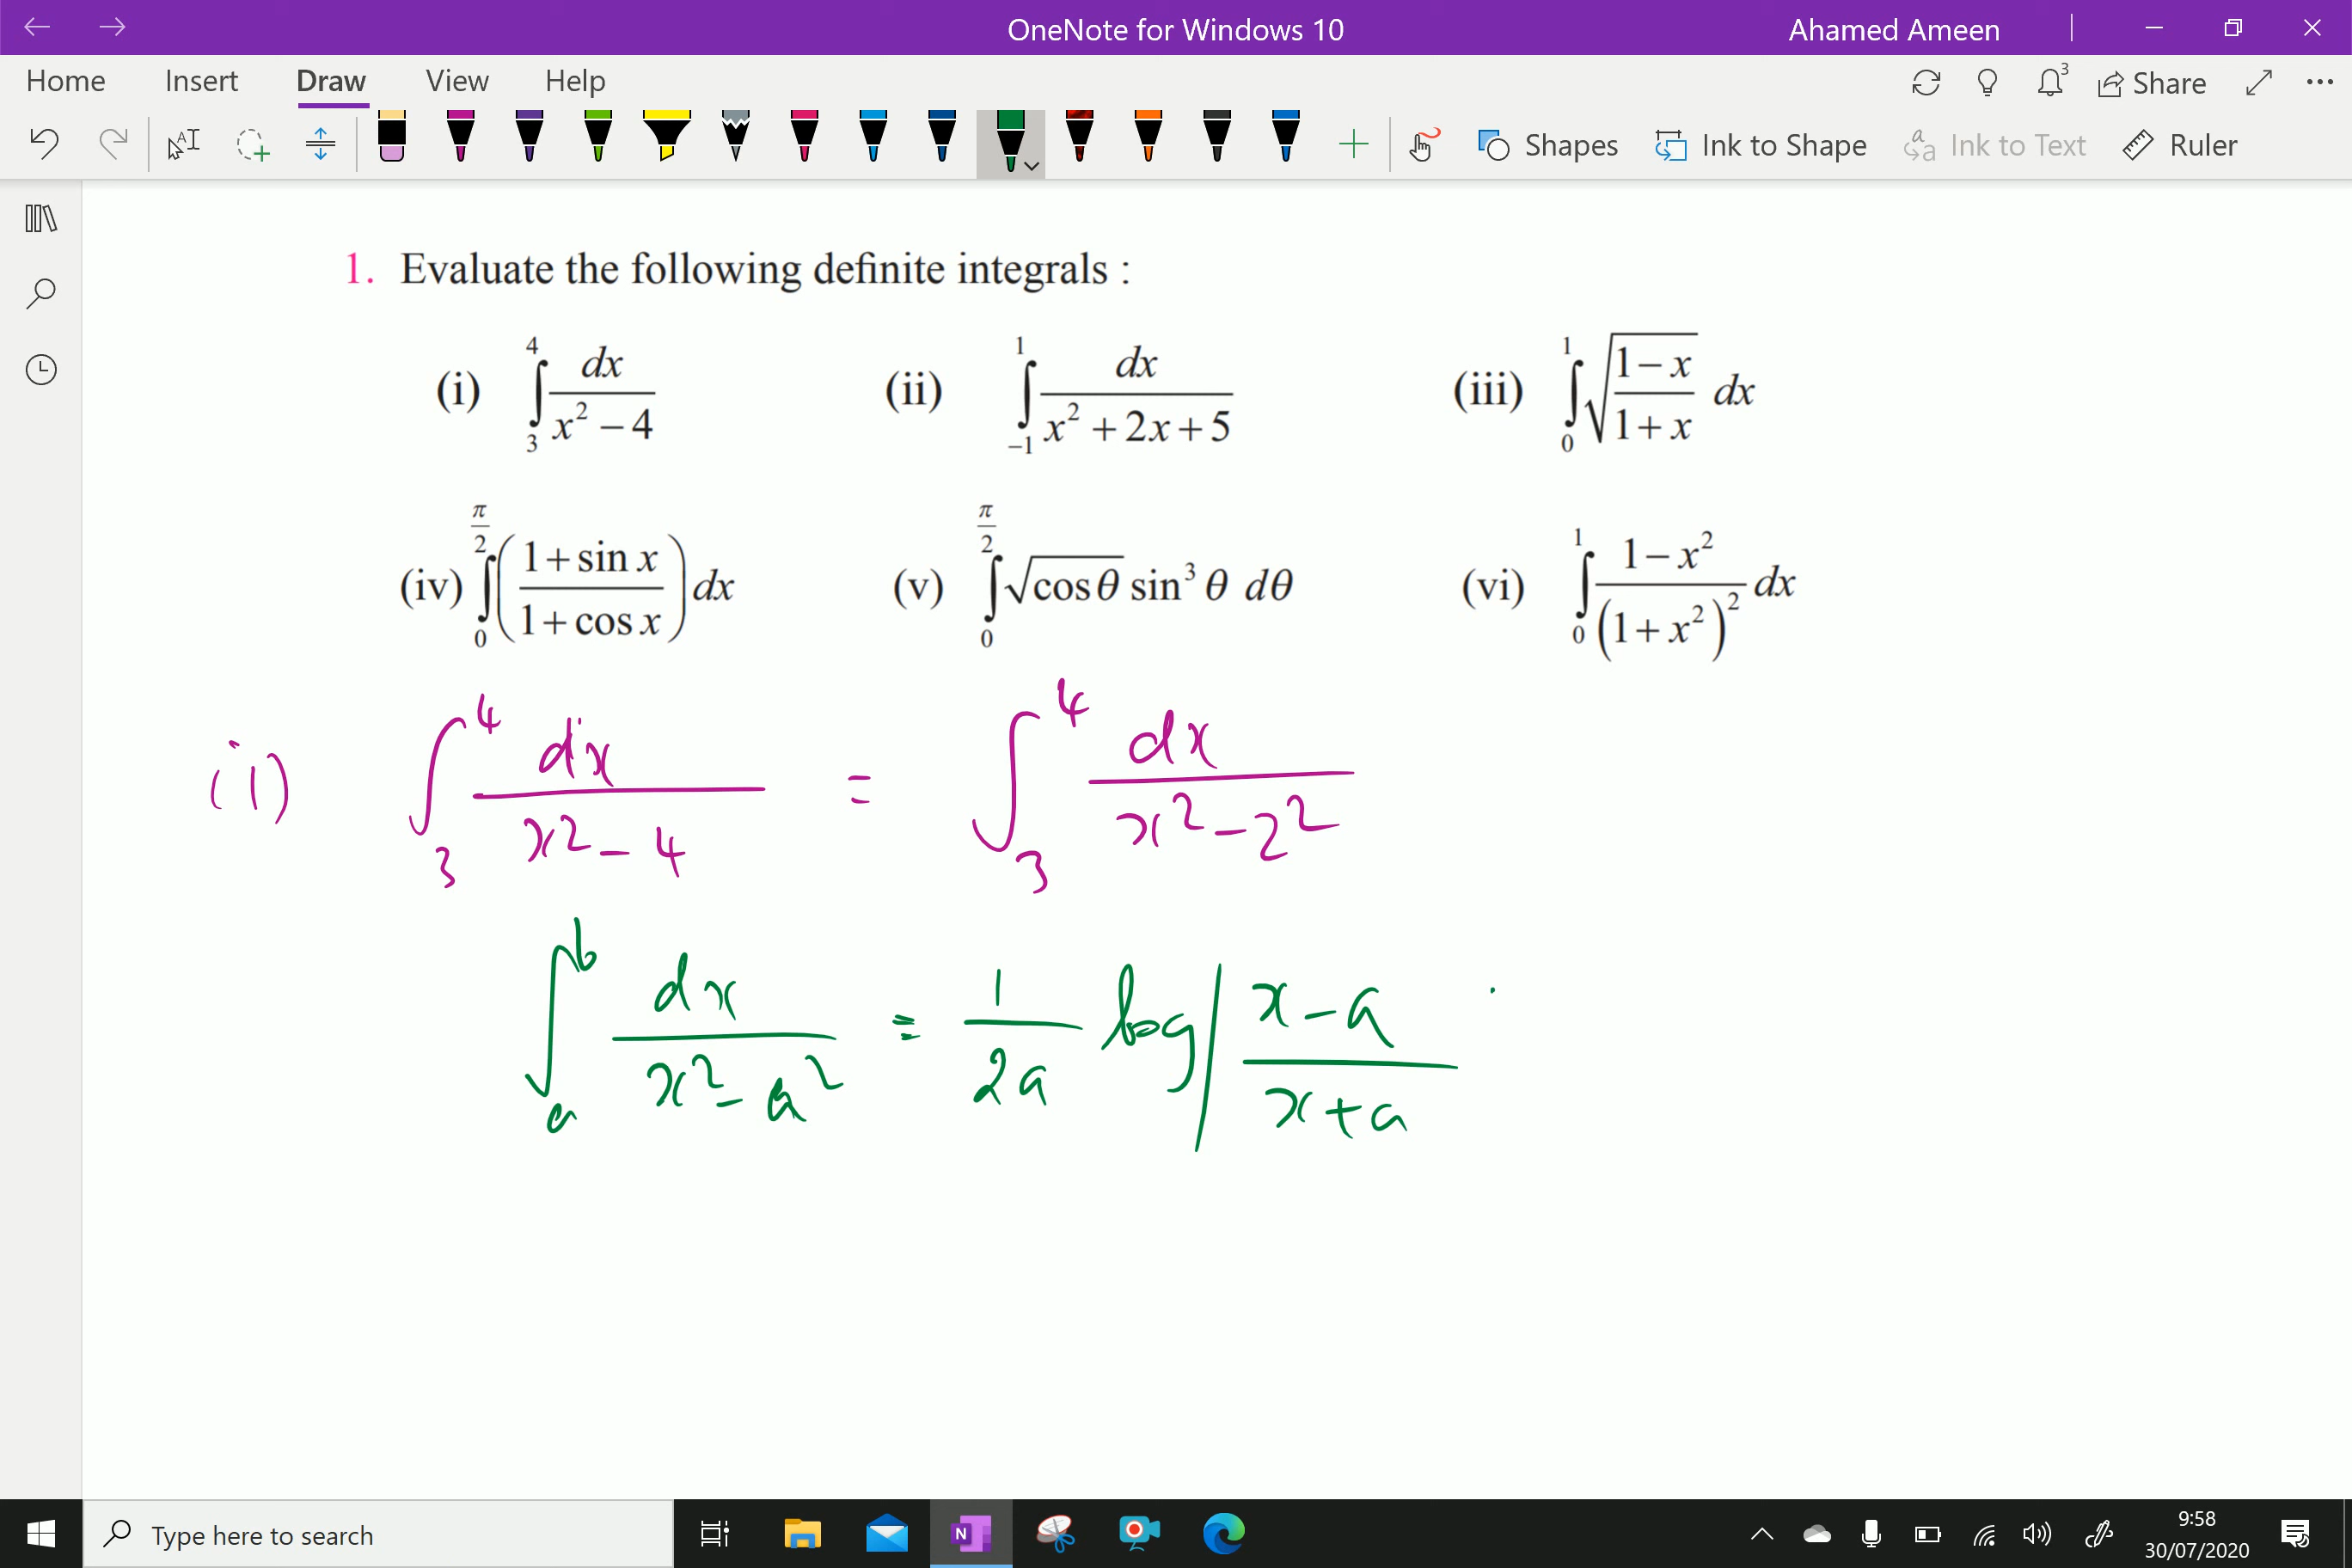 OneNote for Windows 10
Ahamed Ameen
Home Insert Draw View Help
3
Share
Shapes Ink to Shape Ink to Text Ruler
1. Evaluate the following definite integrals :
(i) ∫₃⁴ dx/(x² − 4) (ii) ∫₋₁¹ dx/(x² + 2x + 5) (iii) ∫₀¹ √((1 − x)/(1 + x)) dx
(iv) ∫₀^(π/2) ((1 + sin x)/(1 + cos x)) dx (v) ∫₀^(π/2) √(cos θ) sin³ θ dθ (vi) ∫₀¹ (1 − x²)/(1 + x²)² dx
(i) ∫₃⁴ dx/(x² − 4) = ∫₃⁴ dx/(x² − 2²)
∫ₐᵇ dx/(x² − a²) = 1/2a log | (x − a)/(x + a)
Type here to search
N
9:58
30/07/2020